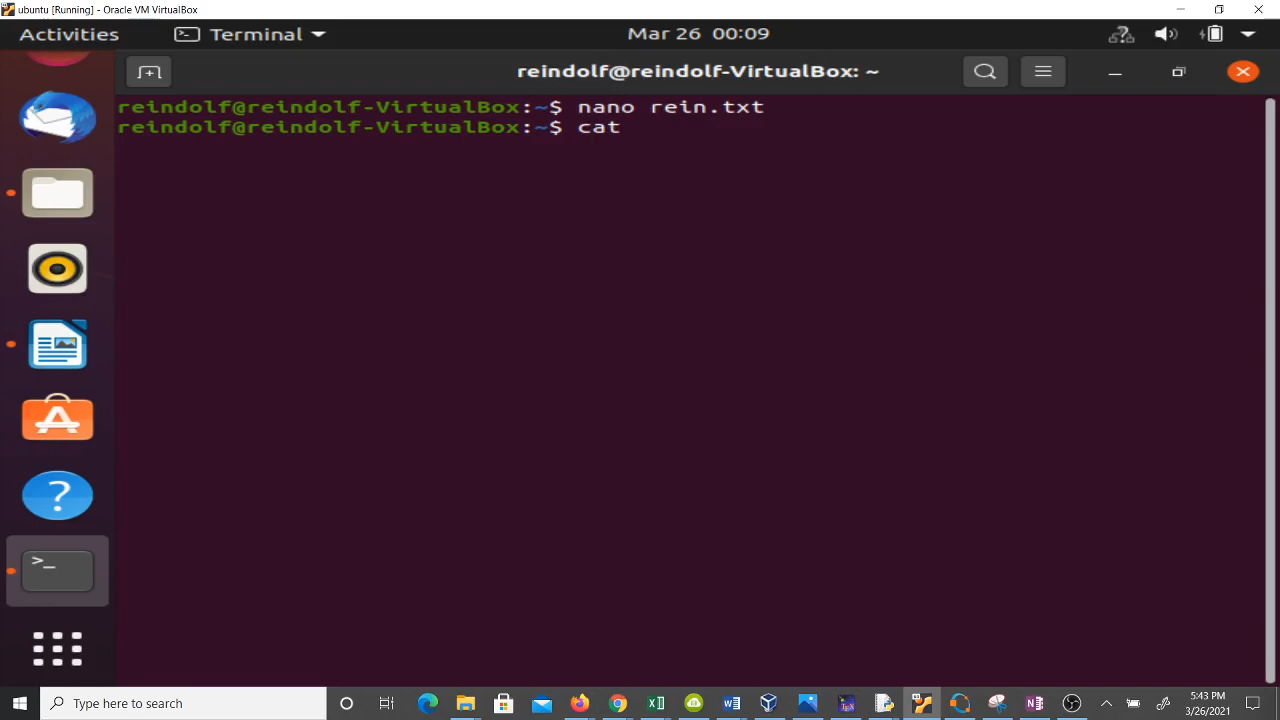 ubuntu [Running] - Oracle VM VirtualBox
Activities Terminal Mar 26 00:09
reindolf@reindolf-VirtualBox: ~
reindolf@reindolf-VirtualBox:~$ nano rein.txt
reindolf@reindolf-VirtualBox:~$ cat
Type here to search
5:43 PM
3/26/2021